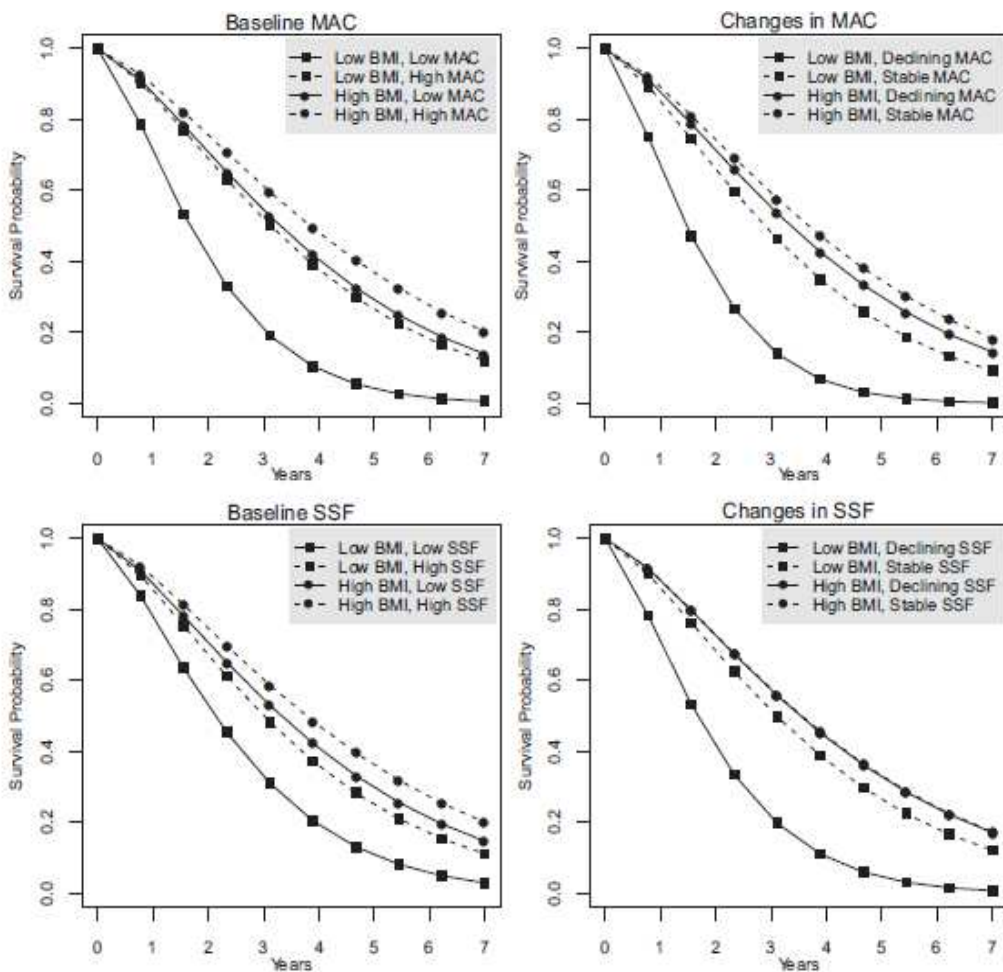 Baseline MAC
Low BMI, Low MAC
Low BMI, High MAC
High BMI, Low MAC
High BMI, High MAC
Survival Probability
1.0
0.8
0.6
0.4
0.2
0.0
0 1 2 3 4 5 6 7
Years
Changes in MAC
Low BMI, Declining MAC
Low BMI, Stable MAC
High BMI, Declining MAC
High BMI, Stable MAC
Survival Probability
1.0
0.8
0.6
0.4
0.2
0.0
0 1 2 3 4 5 6 7
Years
Baseline SSF
Low BMI, Low SSF
Low BMI, High SSF
High BMI, Low SSF
High BMI, High SSF
Survival Probability
1.0
0.8
0.6
0.4
0.2
0.0
0 1 2 3 4 5 6 7
Years
Changes in SSF
Low BMI, Declining SSF
Low BMI, Stable SSF
High BMI, Declining SSF
High BMI, Stable SSF
Survival Probability
1.0
0.8
0.6
0.4
0.2
0.0
0 1 2 3 4 5 6 7
Years